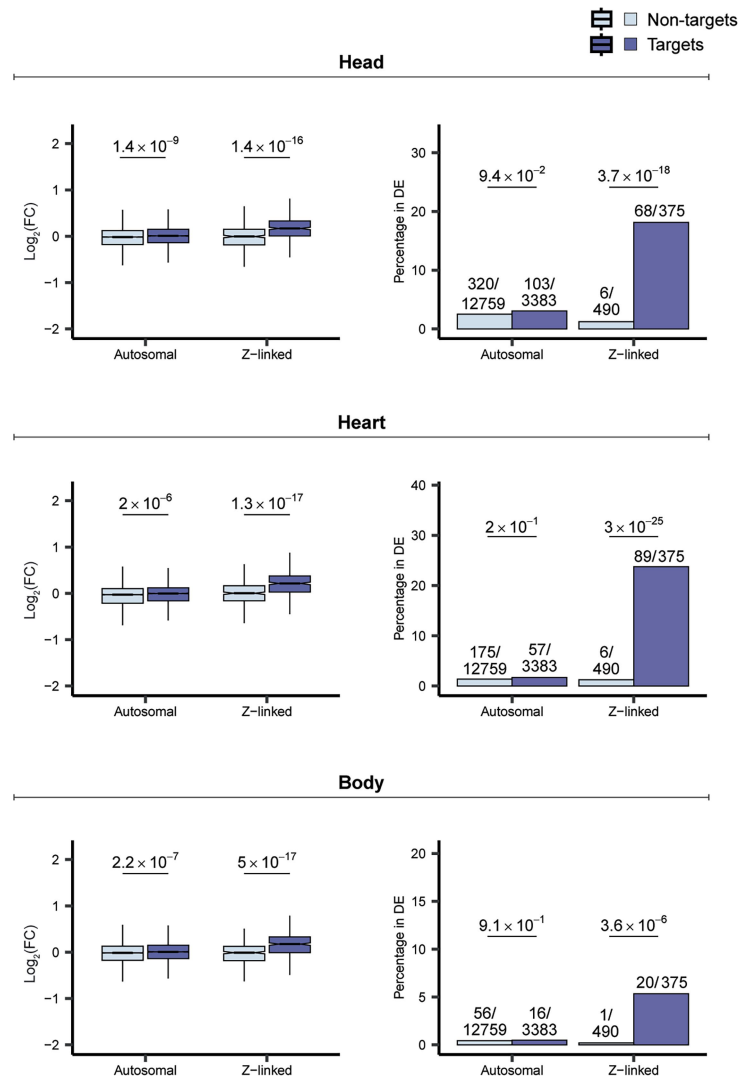 Non-targets
Targets
Head
Log₂(FC)
2
1
0
−1
−2
1.4 × 10⁻⁹
1.4 × 10⁻¹⁶
Autosomal
Z−linked
Percentage in DE
30
20
10
0
9.4 × 10⁻²
3.7 × 10⁻¹⁸
320/
12759
103/
3383
6/
490
68/375
Autosomal
Z−linked
Heart
Log₂(FC)
2
1
0
−1
−2
2 × 10⁻⁶
1.3 × 10⁻¹⁷
Autosomal
Z−linked
Percentage in DE
40
30
20
10
0
2 × 10⁻¹
3 × 10⁻²⁵
175/
12759
57/
3383
6/
490
89/375
Autosomal
Z−linked
Body
Log₂(FC)
2
1
0
−1
−2
2.2 × 10⁻⁷
5 × 10⁻¹⁷
Autosomal
Z−linked
Percentage in DE
20
15
10
5
0
9.1 × 10⁻¹
3.6 × 10⁻⁶
56/
12759
16/
3383
1/
490
20/375
Autosomal
Z−linked